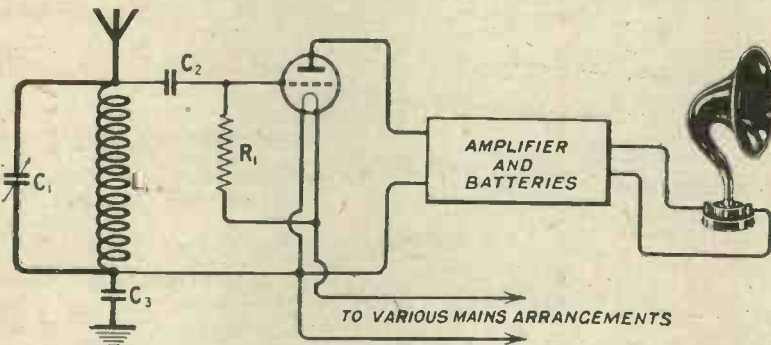 C2
C1
L1
R1
C3
AMPLIFIER
AND
BATTERIES
TO VARIOUS MAINS ARRANGEMENTS